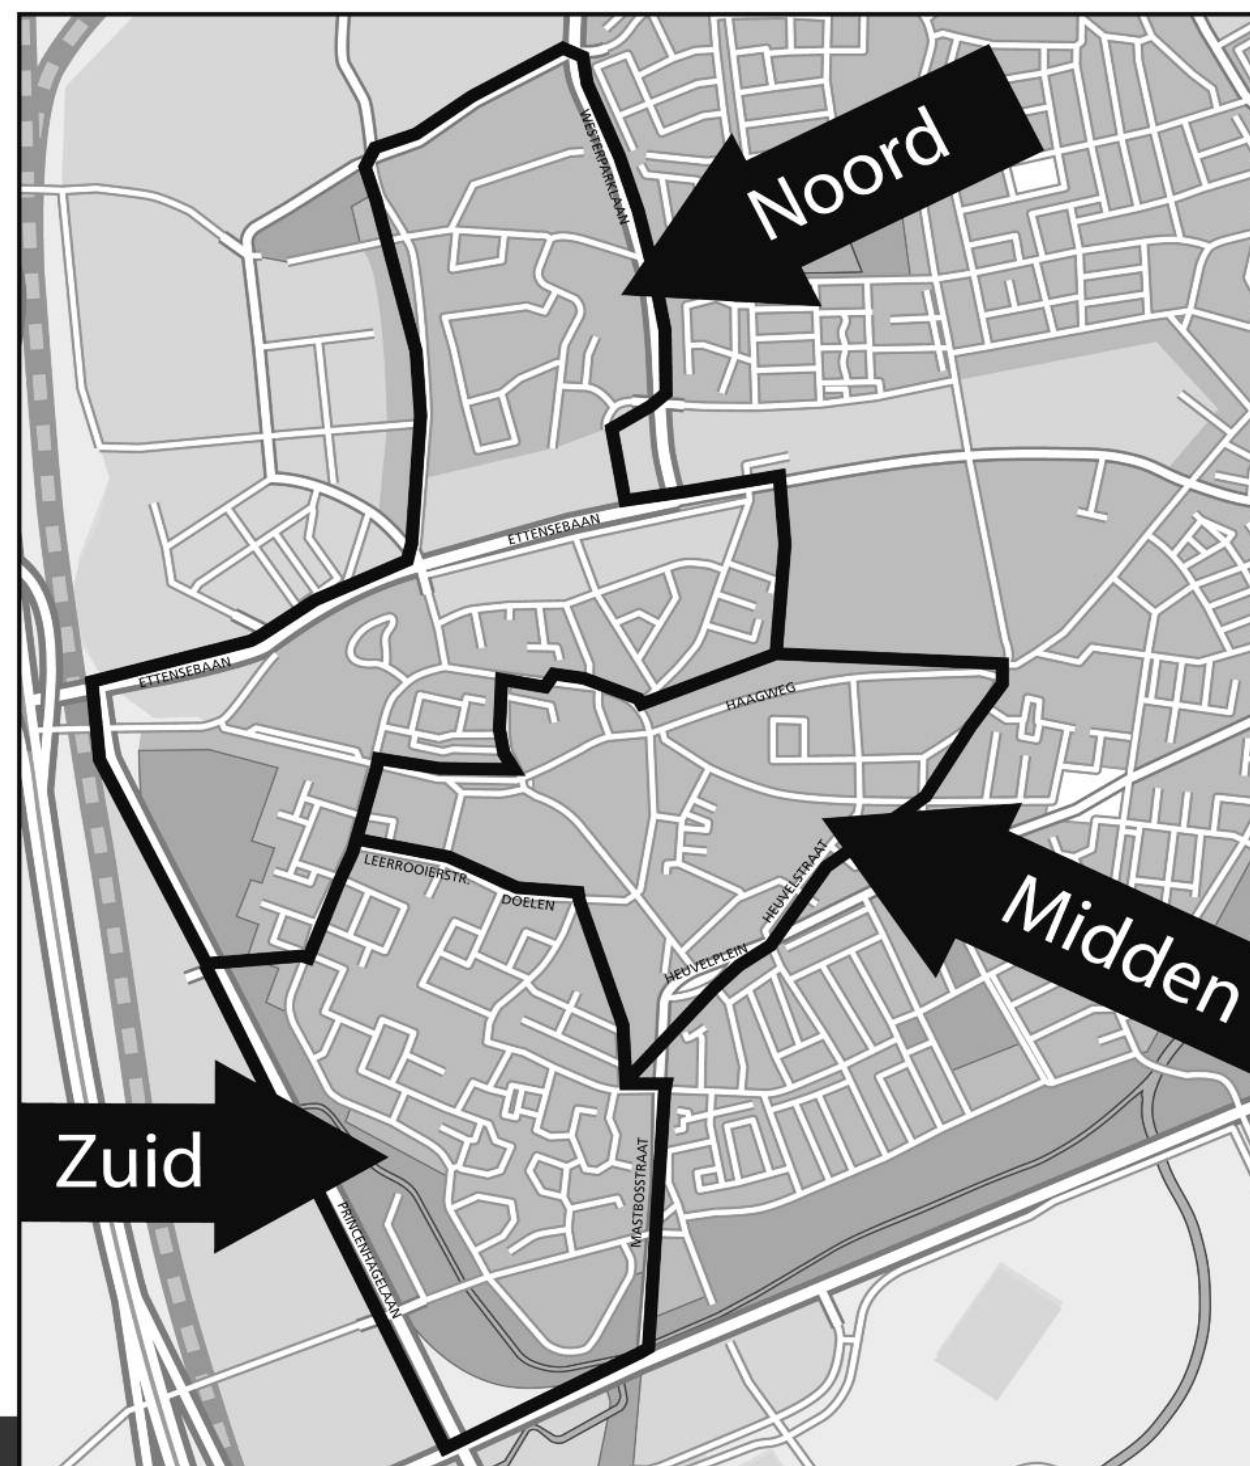 WESTERPARKLAAN
Noord
ETTENSEBAAN
ETTENSEBAAN
HAAGWEG
LEERROOIERSTR.
DOELEN
HEUVELSTRAAT
HEUVELPLEIN
Midden
Zuid
MASTBOSSTRAAT
PRINCENHAGELAAN